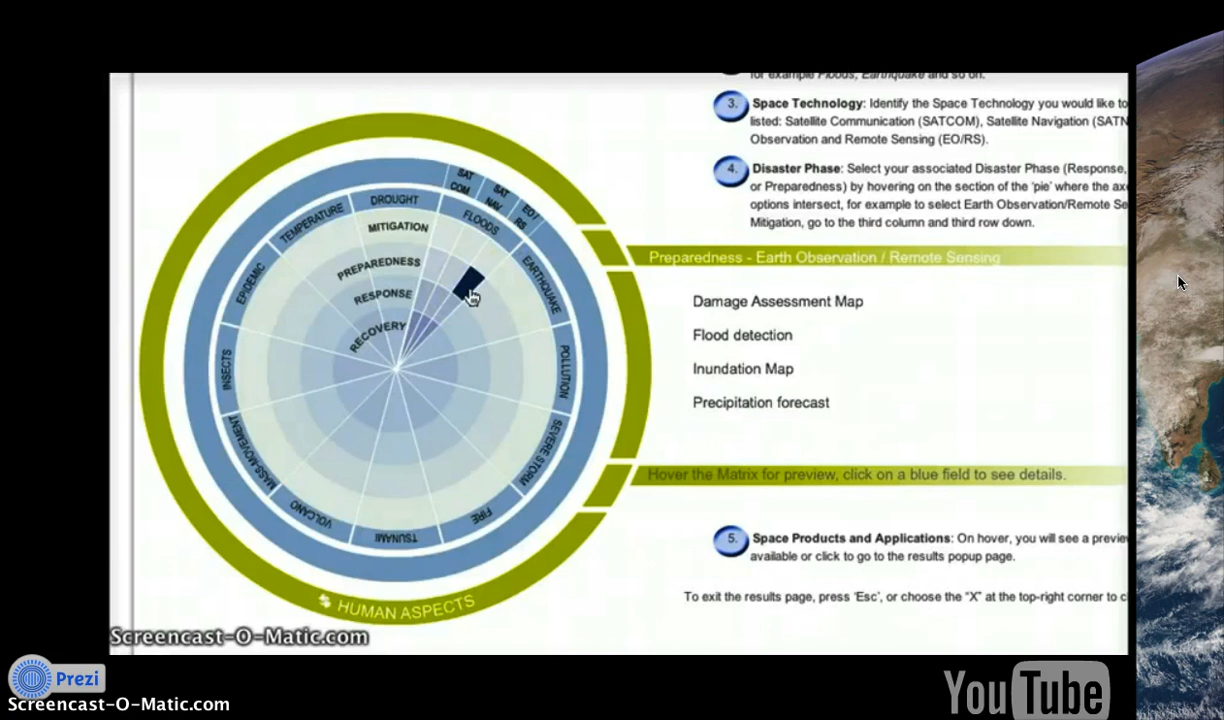 for example Floods, Earthquake and so on.
3. Space Technology: Identify the Space Technology you would like to
listed: Satellite Communication (SATCOM), Satellite Navigation (SATN
Observation and Remote Sensing (EO/RS).
4. Disaster Phase: Select your associated Disaster Phase (Response,
or Preparedness) by hovering on the section of the 'pie' where the axe
options intersect, for example to select Earth Observation/Remote Se
Mitigation, go to the third column and third row down.
SAT COM
SAT NAV
EO/ RS
DROUGHT
FLOODS
EARTHQUAKE
POLLUTION
SEVERE STORM
FIRE
TSUNAMI
VOLCANO
MASS-MOVEMENT
INSECTS
EPIDEMIC
TEMPERATURE
MITIGATION
PREPAREDNESS
RESPONSE
RECOVERY
Preparedness - Earth Observation / Remote Sensing
Damage Assessment Map
Flood detection
Inundation Map
Precipitation forecast
Hover the Matrix for preview, click on a blue field to see details.
5. Space Products and Applications: On hover, you will see a preview
available or click to go to the results popup page.
To exit the results page, press 'Esc', or choose the "X" at the top-right corner to c
HUMAN ASPECTS
Screencast-O-Matic.com
Prezi
Screencast-O-Matic.com
YouTube